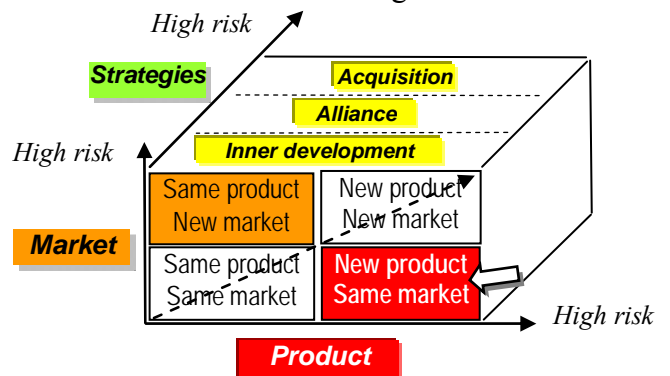 High risk
Strategies
Acquisition
Alliance
High risk
Inner development
Same product
New market
New product
New market
Market
Same product
Same market
New product
Same market
High risk
Product